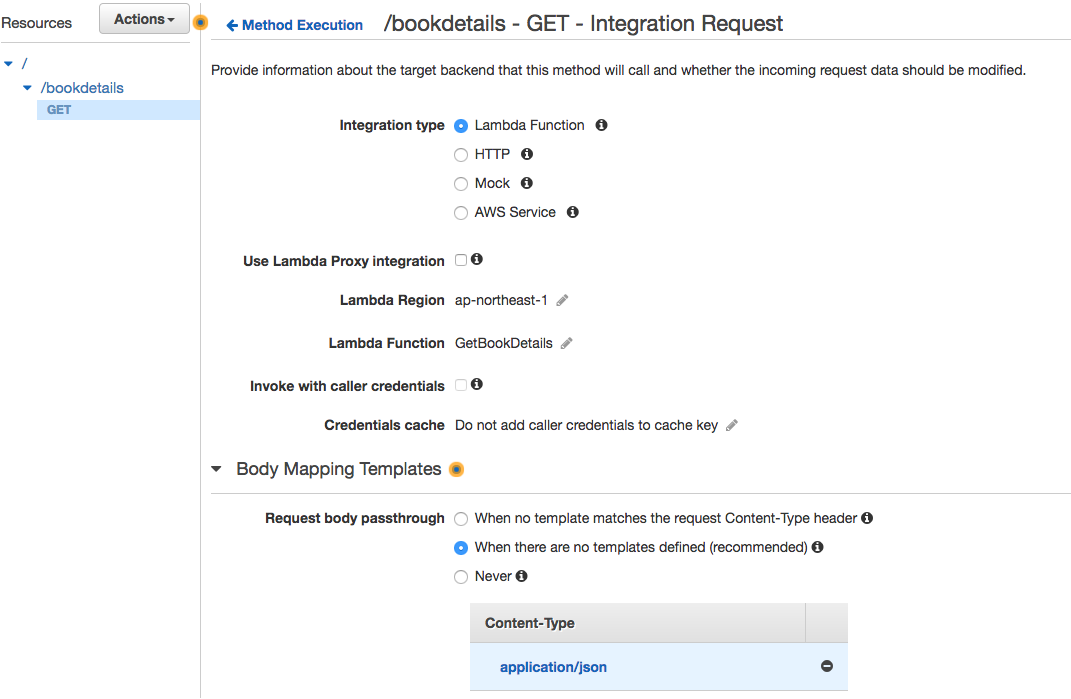 Resources
Actions
Method Execution
/bookdetails - GET - Integration Request
/
/bookdetails
GET
Provide information about the target backend that this method will call and whether the incoming request data should be modified.
Integration type
Lambda Function
HTTP
Mock
AWS Service
Use Lambda Proxy integration
Lambda Region ap-northeast-1
Lambda Function GetBookDetails
Invoke with caller credentials
Credentials cache Do not add caller credentials to cache key
Body Mapping Templates
Request body passthrough
When no template matches the request Content-Type header
When there are no templates defined (recommended)
Never
Content-Type
application/json